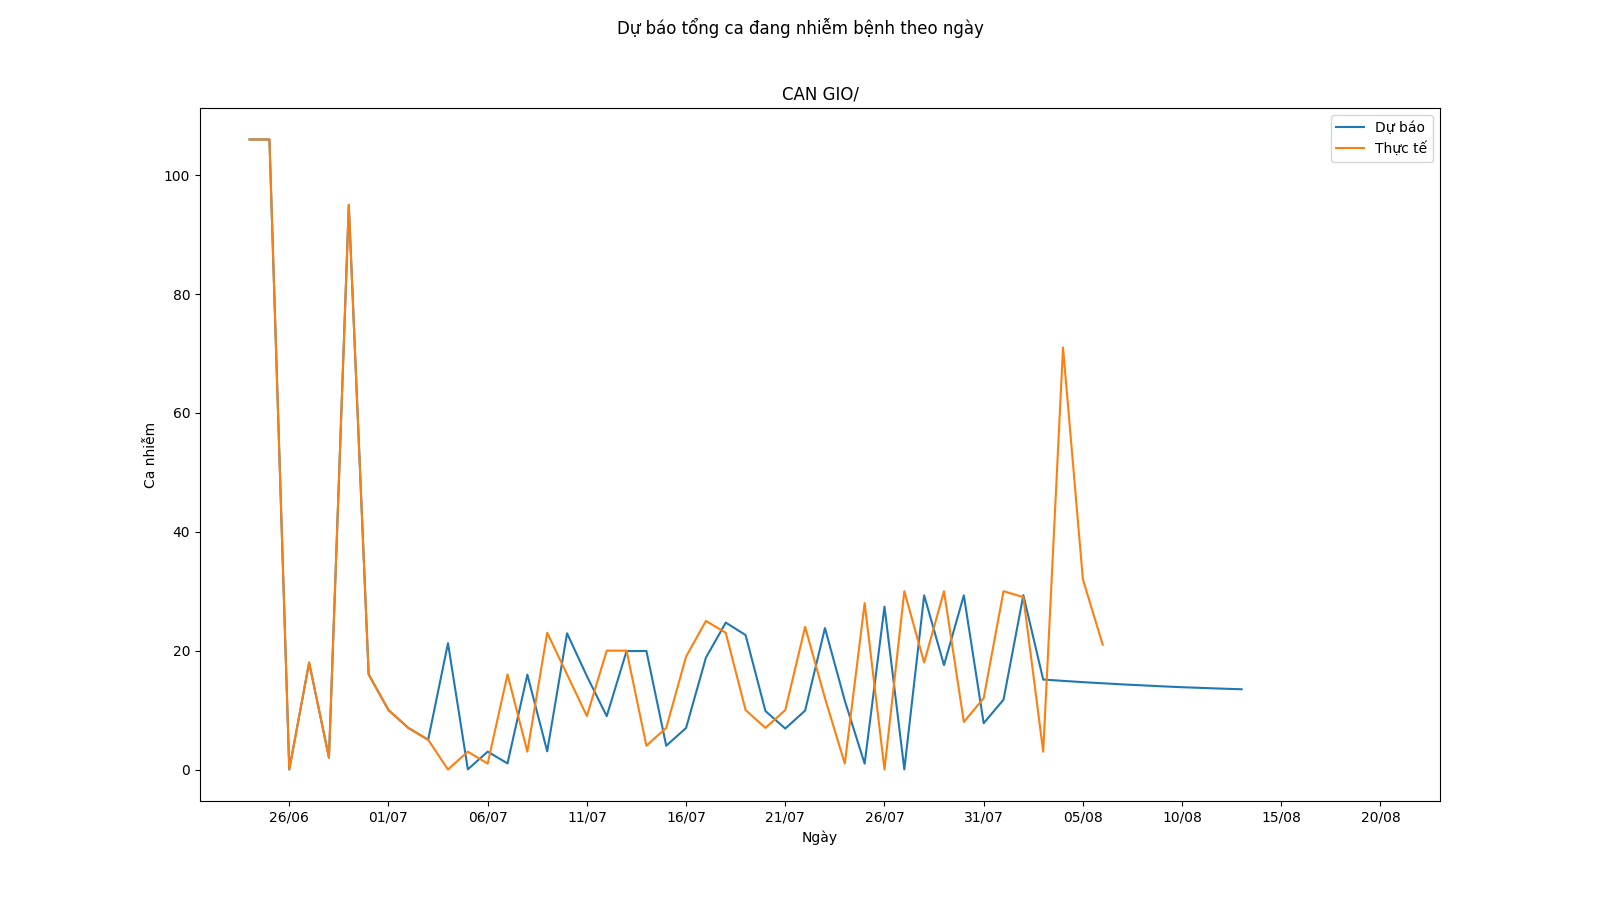 Dự báo tổng ca đang nhiễm bệnh theo ngày
CAN GIO/
Dự báo
Thực tế
100
80
60
40
20
0
Ca nhiễm
26/06 01/07 06/07 11/07 16/07 21/07 26/07 31/07 05/08 10/08 15/08 20/08
Ngày